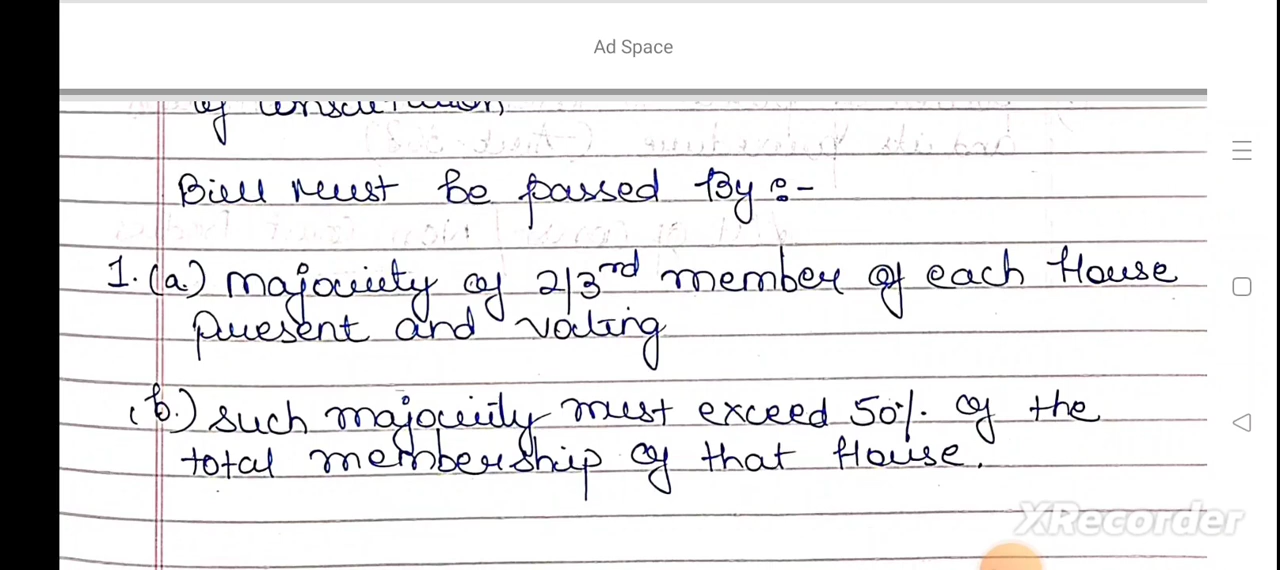 Ad Space
of
Bill must be passed By :-
1. (a.) majority of 2/3rd member of each House
present and voting
(b.) such majority must exceed 50% of the
total membership of that House.
XRecorder